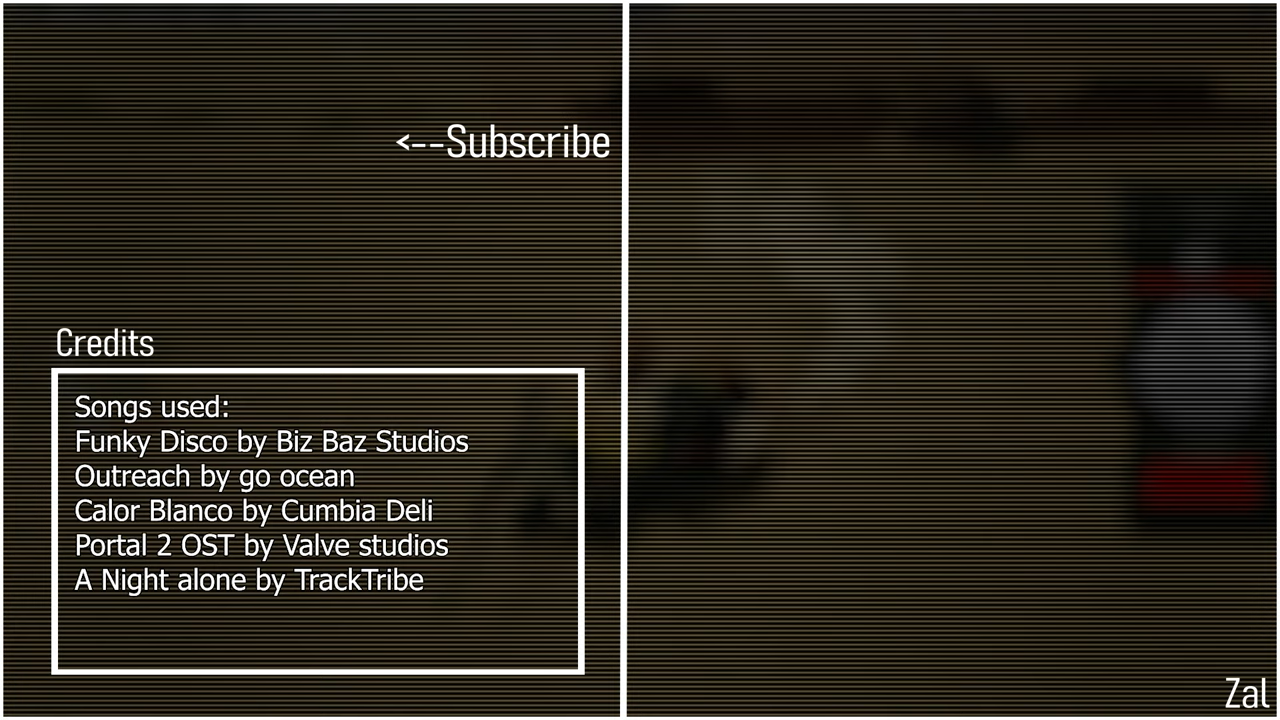 <--Subscribe
Credits
Songs used:
Funky Disco by Biz Baz Studios
Outreach by go ocean
Calor Blanco by Cumbia Deli
Portal 2 OST by Valve studios
A Night alone by TrackTribe
Zal